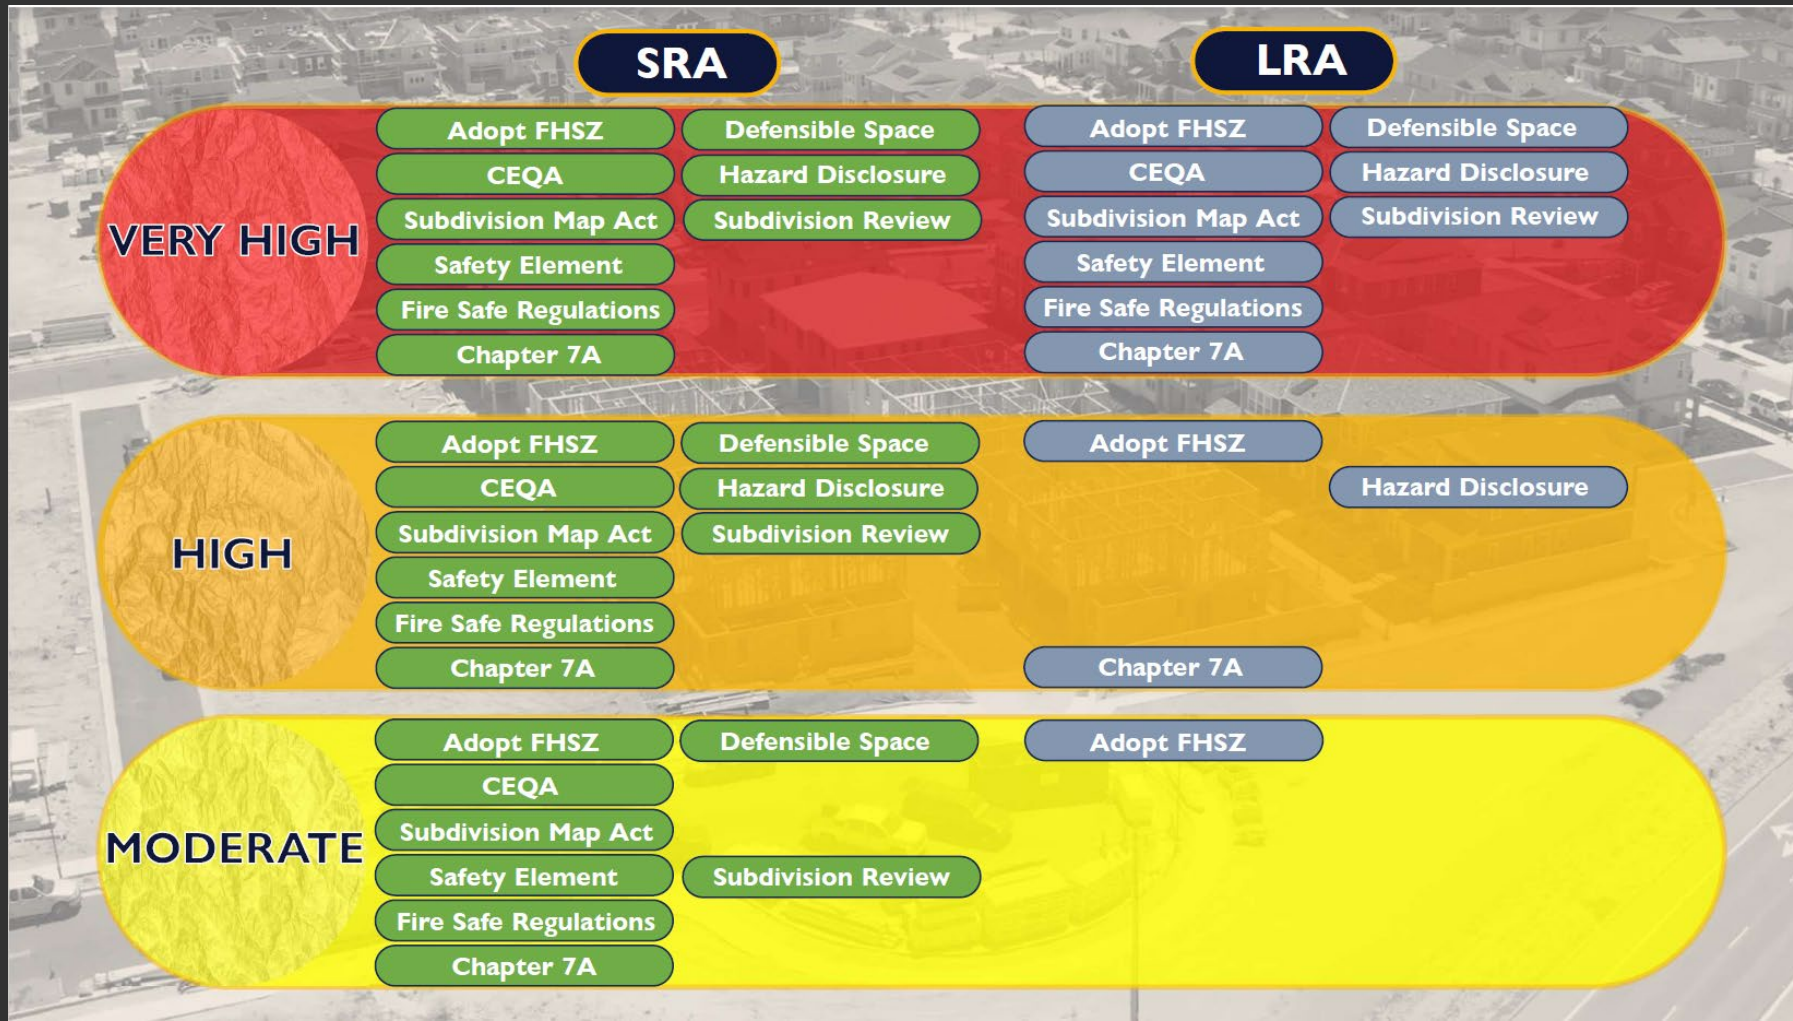 SRA
LRA
VERY HIGH
Adopt FHSZ
Defensible Space
CEQA
Hazard Disclosure
Subdivision Map Act
Subdivision Review
Safety Element
Fire Safe Regulations
Chapter 7A
Adopt FHSZ
Defensible Space
CEQA
Hazard Disclosure
Subdivision Map Act
Subdivision Review
Safety Element
Fire Safe Regulations
Chapter 7A
HIGH
Adopt FHSZ
Defensible Space
CEQA
Hazard Disclosure
Subdivision Map Act
Subdivision Review
Safety Element
Fire Safe Regulations
Chapter 7A
Adopt FHSZ
Hazard Disclosure
Chapter 7A
MODERATE
Adopt FHSZ
Defensible Space
CEQA
Subdivision Map Act
Safety Element
Subdivision Review
Fire Safe Regulations
Chapter 7A
Adopt FHSZ